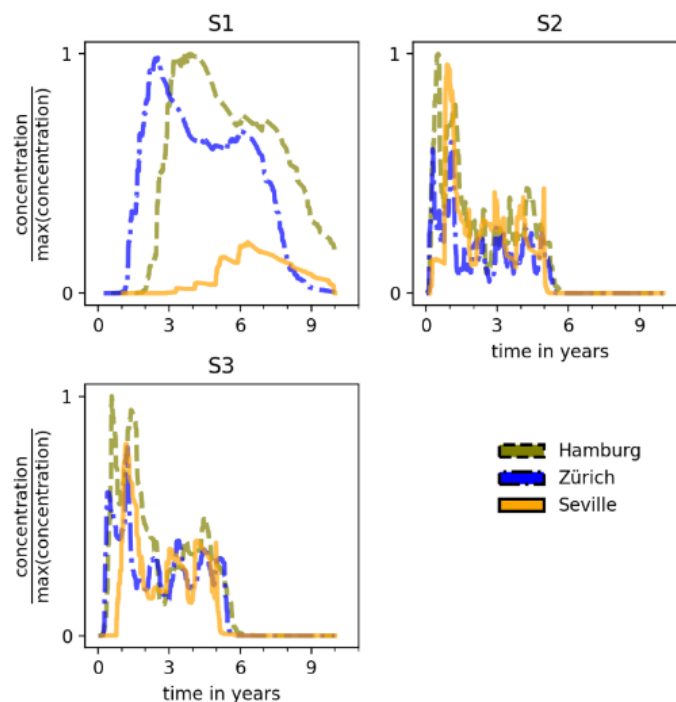 S1
S2
1
0
concentration
max(concentration)
0 3 6 9
1
0
0 3 6 9
time in years
S3
1
0
concentration
max(concentration)
0 3 6 9
time in years
Hamburg
Zürich
Seville